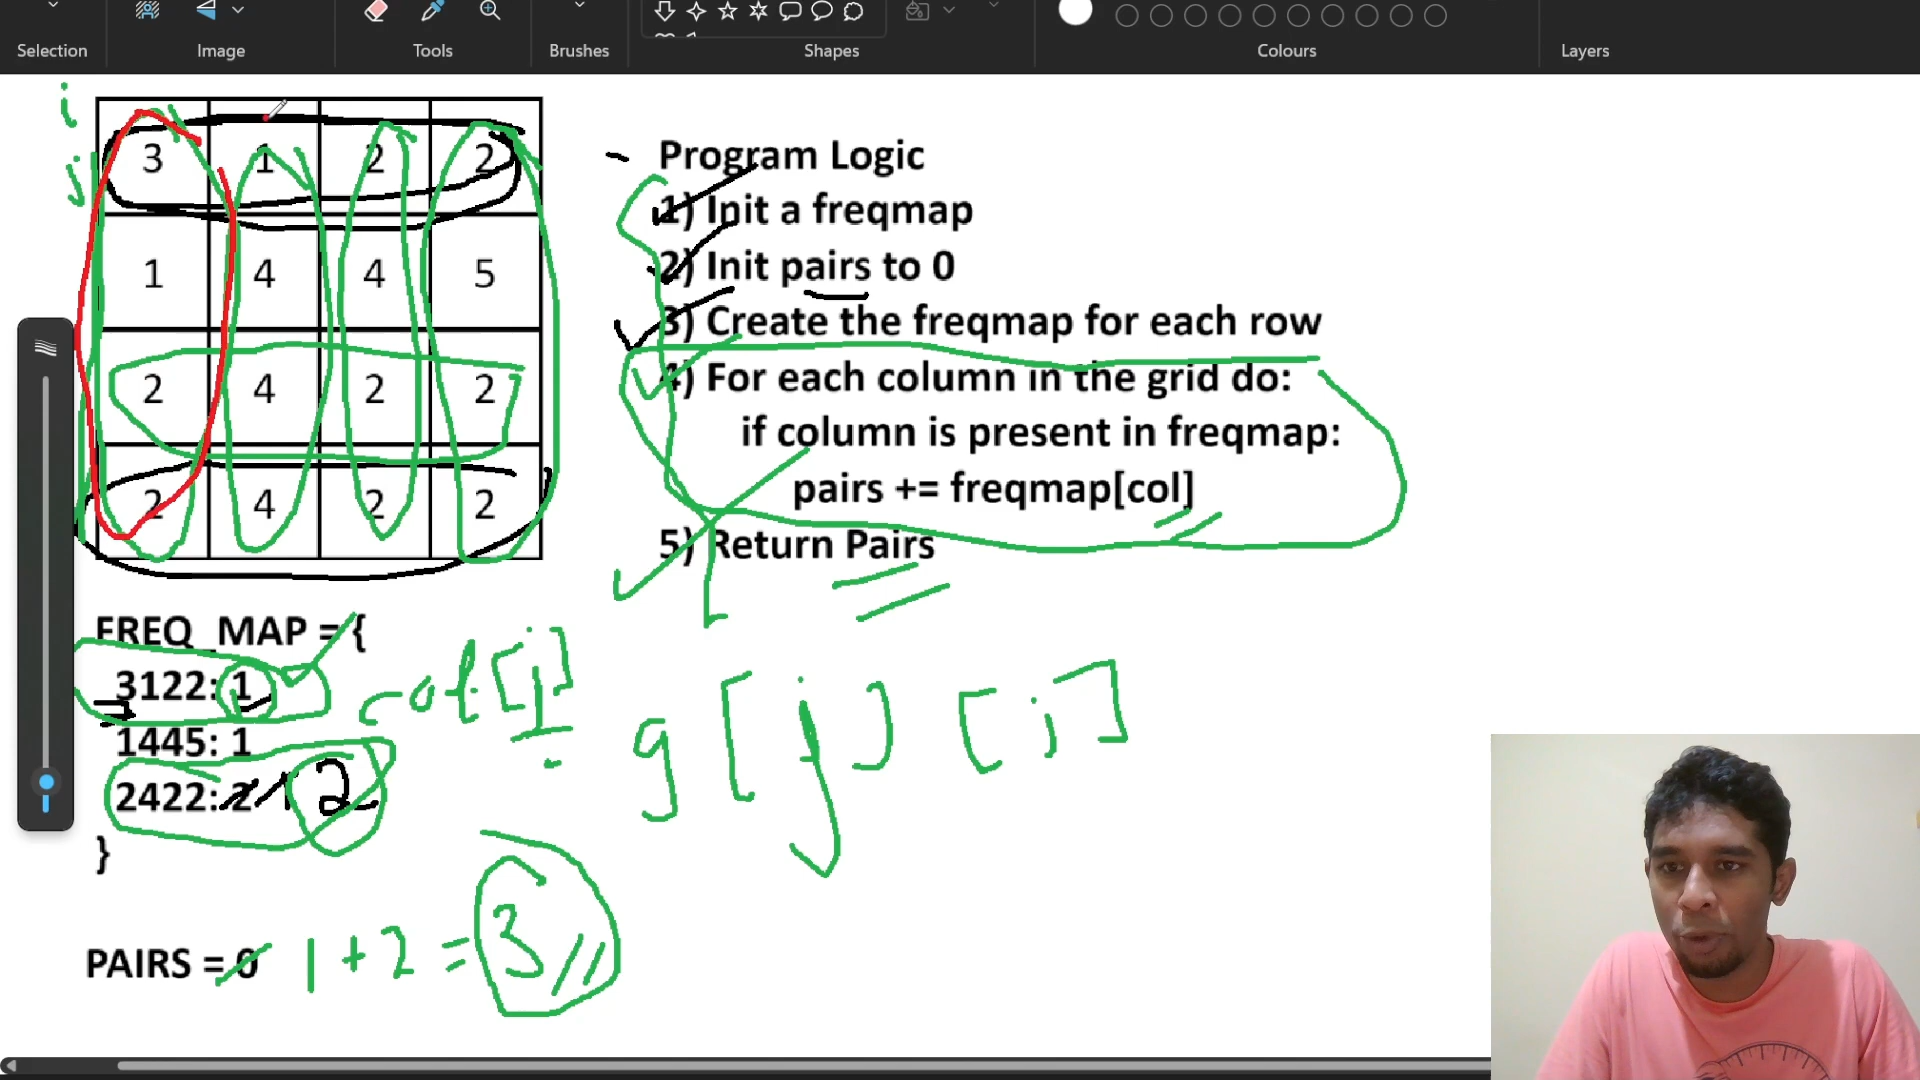 Selection Image Tools Brushes Shapes Colours Layers
i
j
3 1 2 2
1 4 4 5
2 4 2 2
2 4 2 2
Program Logic
1) Init a freqmap
2) Init pairs to 0
3) Create the freqmap for each row
4) For each column in the grid do:
if column is present in freqmap:
pairs += freqmap[col]
5) Return Pairs
FREQ_MAP = {
3122: 1
1445: 1
2422: 2 1 2
}
g[j][i]
PAIRS = 0 1 + 2 = 3